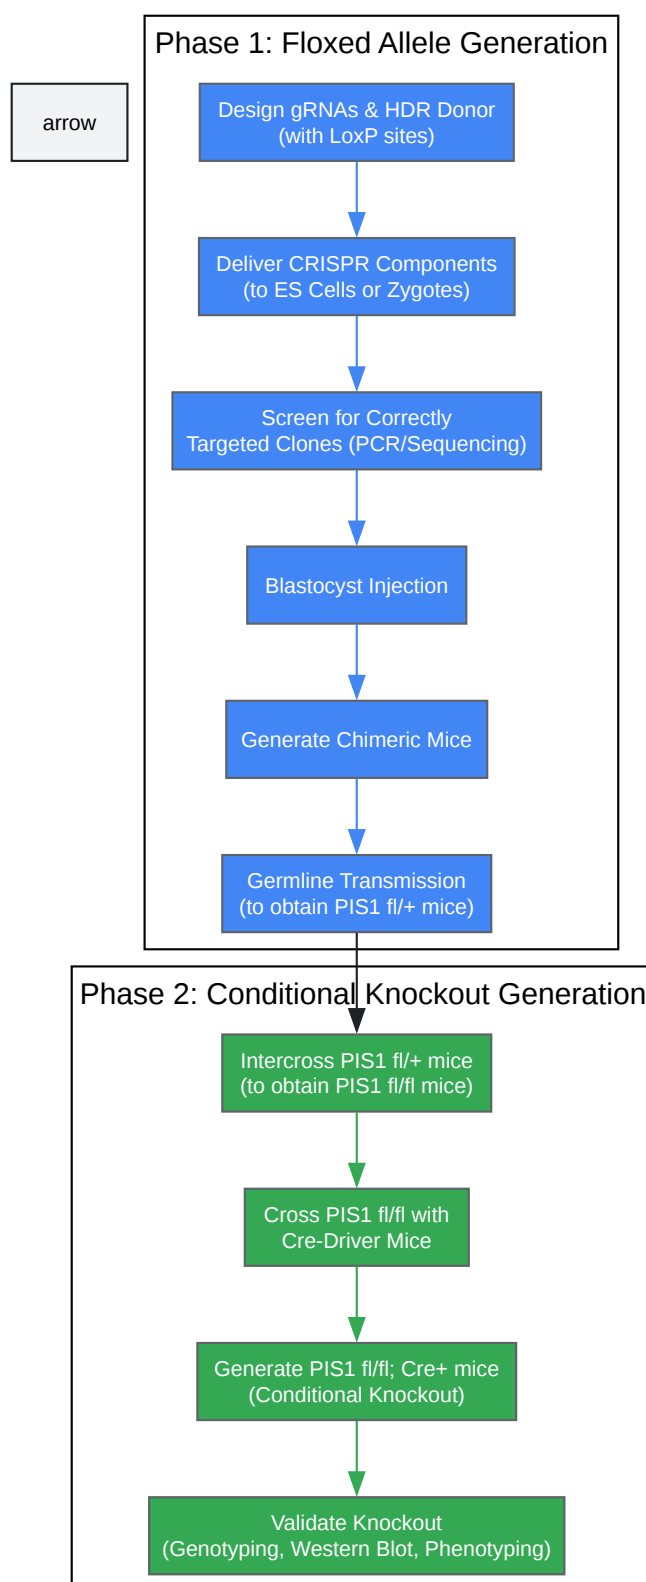 Phase 1: Floxed Allele Generation
arrow
Design gRNAs & HDR Donor
(with LoxP sites)
Deliver CRISPR Components
(to ES Cells or Zygotes)
Screen for Correctly
Targeted Clones (PCR/Sequencing)
Blastocyst Injection
Generate Chimeric Mice
Germline Transmission
(to obtain PIS1 fl/+ mice)
Phase 2: Conditional Knockout Generation
Intercross PIS1 fl/+ mice
(to obtain PIS1 fl/fl mice)
Cross PIS1 fl/fl with
Cre-Driver Mice
Generate PIS1 fl/fl; Cre+ mice
(Conditional Knockout)
Validate Knockout
(Genotyping, Western Blot, Phenotyping)